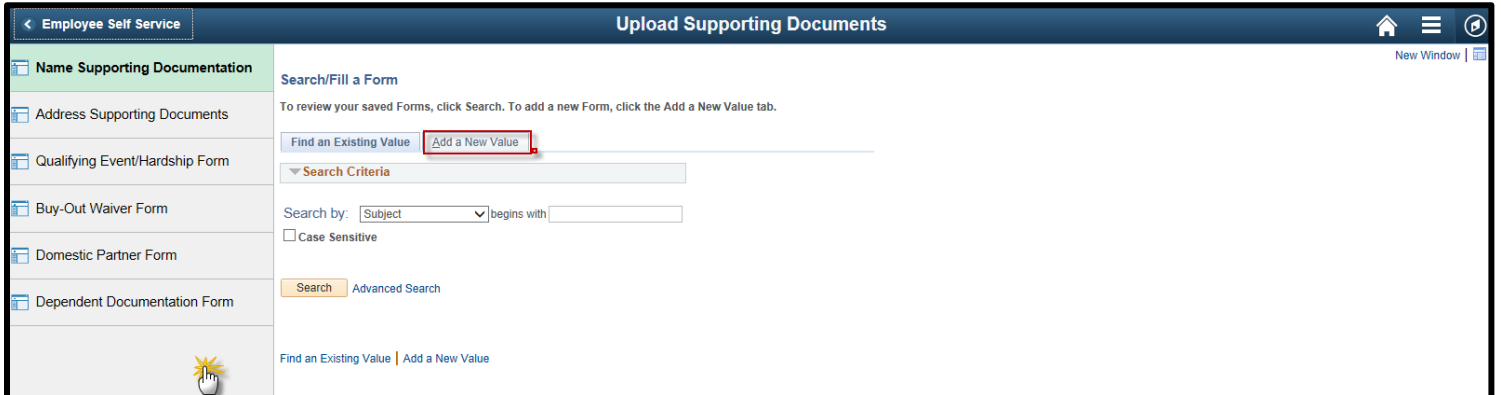 Employee Self Service
Upload Supporting Documents
New Window
Name Supporting Documentation
Address Supporting Documents
Qualifying Event/Hardship Form
Buy-Out Waiver Form
Domestic Partner Form
Dependent Documentation Form
Search/Fill a Form
To review your saved Forms, click Search. To add a new Form, click the Add a New Value tab.
Find an Existing Value Add a New Value
Search Criteria
Search by: Subject begins with
Case Sensitive
Search Advanced Search
Find an Existing Value | Add a New Value